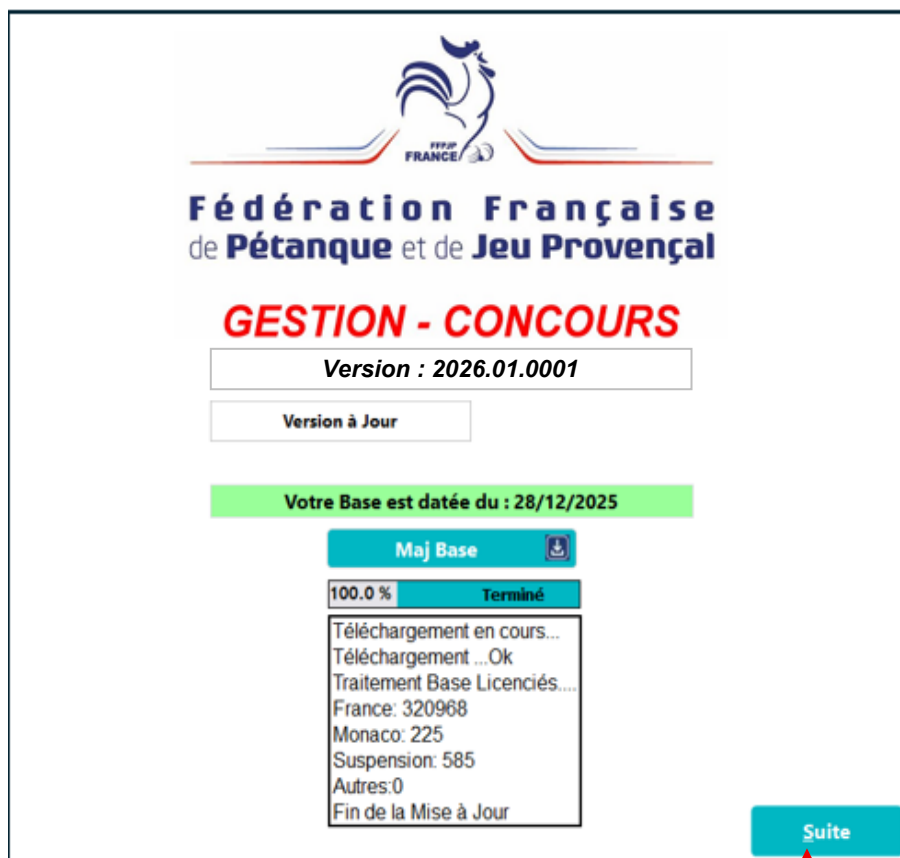 FFPJP
FRANCE
Fédération Française
de Pétanque et de Jeu Provençal
GESTION - CONCOURS
Version : 2026.01.0001
Version à Jour
Votre Base est datée du : 28/12/2025
Maj Base
100.0 % Terminé
Téléchargement en cours...
Téléchargement ...Ok
Traitement Base Licenciés....
France: 320968
Monaco: 225
Suspension: 585
Autres:0
Fin de la Mise à Jour
Suite